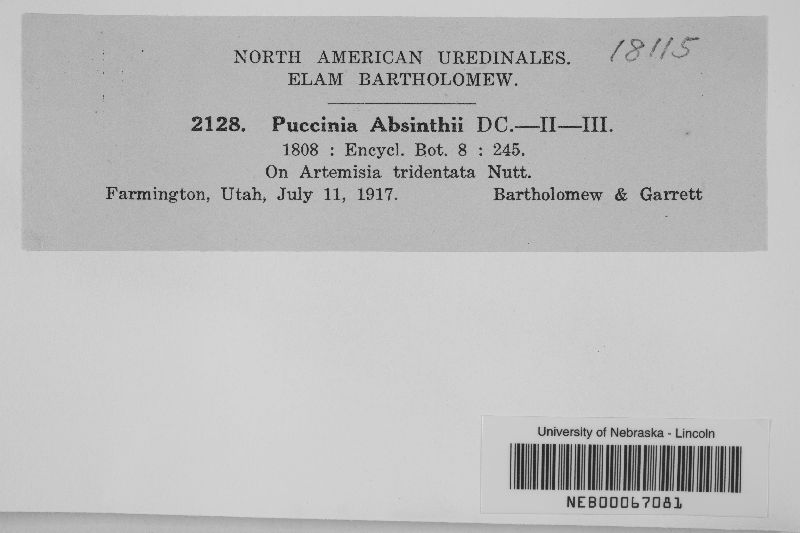 NORTH AMERICAN UREDINALES.
18115
ELAM BARTHOLOMEW.
2128. Puccinia Absinthii DC.—II—III.
1808 : Encycl. Bot. 8 : 245.
On Artemisia tridentata Nutt.
Farmington, Utah, July 11, 1917. Bartholomew & Garrett
University of Nebraska - Lincoln
NEB00067081